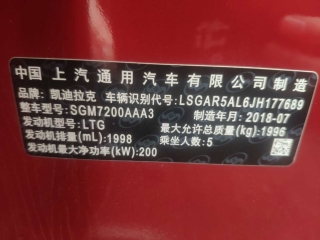 中国 上汽通用汽车有限公司制造
品牌：凯迪拉克 车辆识别代号：LSGAR5AL6JH177689
整车型号：SGM7200AAA3 制造年月：2018-07
发动机型号：LTG 最大允许总质量(kg)：1996
发动机排量(mL)：1998 乘坐人数：5
发动机最大净功率(kW)：200